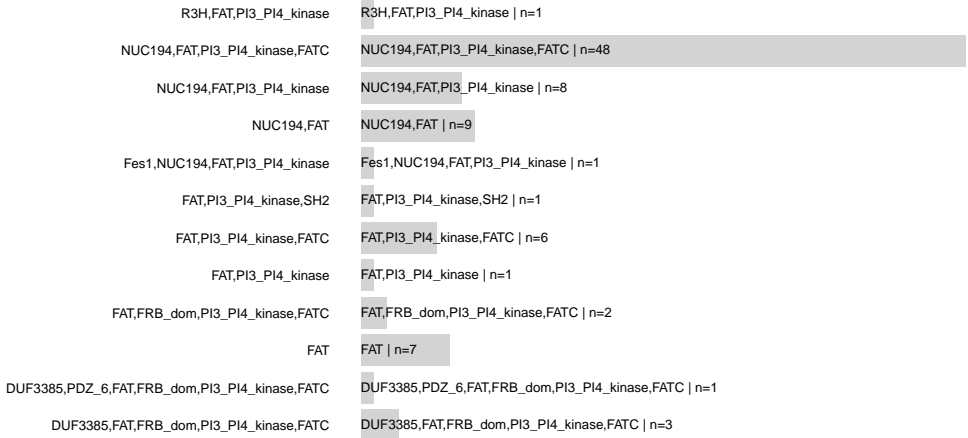 R3H,FAT,PI3_PI4_kinase R3H,FAT,PI3_PI4_kinase | n=1
NUC194,FAT,PI3_PI4_kinase,FATC NUC194,FAT,PI3_PI4_kinase,FATC | n=48
NUC194,FAT,PI3_PI4_kinase NUC194,FAT,PI3_PI4_kinase | n=8
NUC194,FAT NUC194,FAT | n=9
Fes1,NUC194,FAT,PI3_PI4_kinase Fes1,NUC194,FAT,PI3_PI4_kinase | n=1
FAT,PI3_PI4_kinase,SH2 FAT,PI3_PI4_kinase,SH2 | n=1
FAT,PI3_PI4_kinase,FATC FAT,PI3_PI4_kinase,FATC | n=6
FAT,PI3_PI4_kinase FAT,PI3_PI4_kinase | n=1
FAT,FRB_dom,PI3_PI4_kinase,FATC FAT,FRB_dom,PI3_PI4_kinase,FATC | n=2
FAT FAT | n=7
DUF3385,PDZ_6,FAT,FRB_dom,PI3_PI4_kinase,FATC DUF3385,PDZ_6,FAT,FRB_dom,PI3_PI4_kinase,FATC | n=1
DUF3385,FAT,FRB_dom,PI3_PI4_kinase,FATC DUF3385,FAT,FRB_dom,PI3_PI4_kinase,FATC | n=3